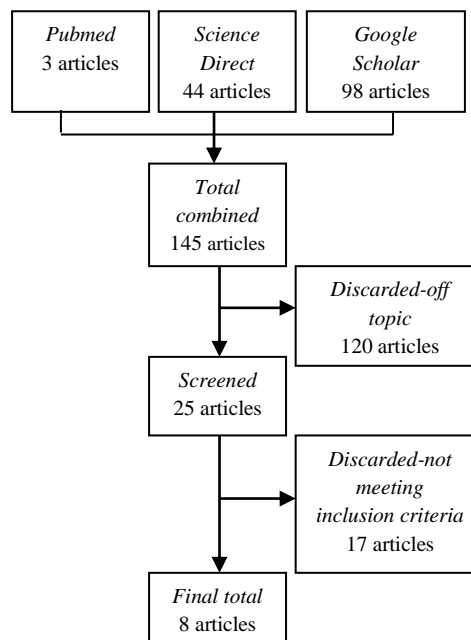 Pubmed
3 articles
Science
Direct
44 articles
Google
Scholar
98 articles
Total
combined
145 articles
Discarded-off
topic
120 articles
Screened
25 articles
Discarded-not
meeting
inclusion criteria
17 articles
Final total
8 articles